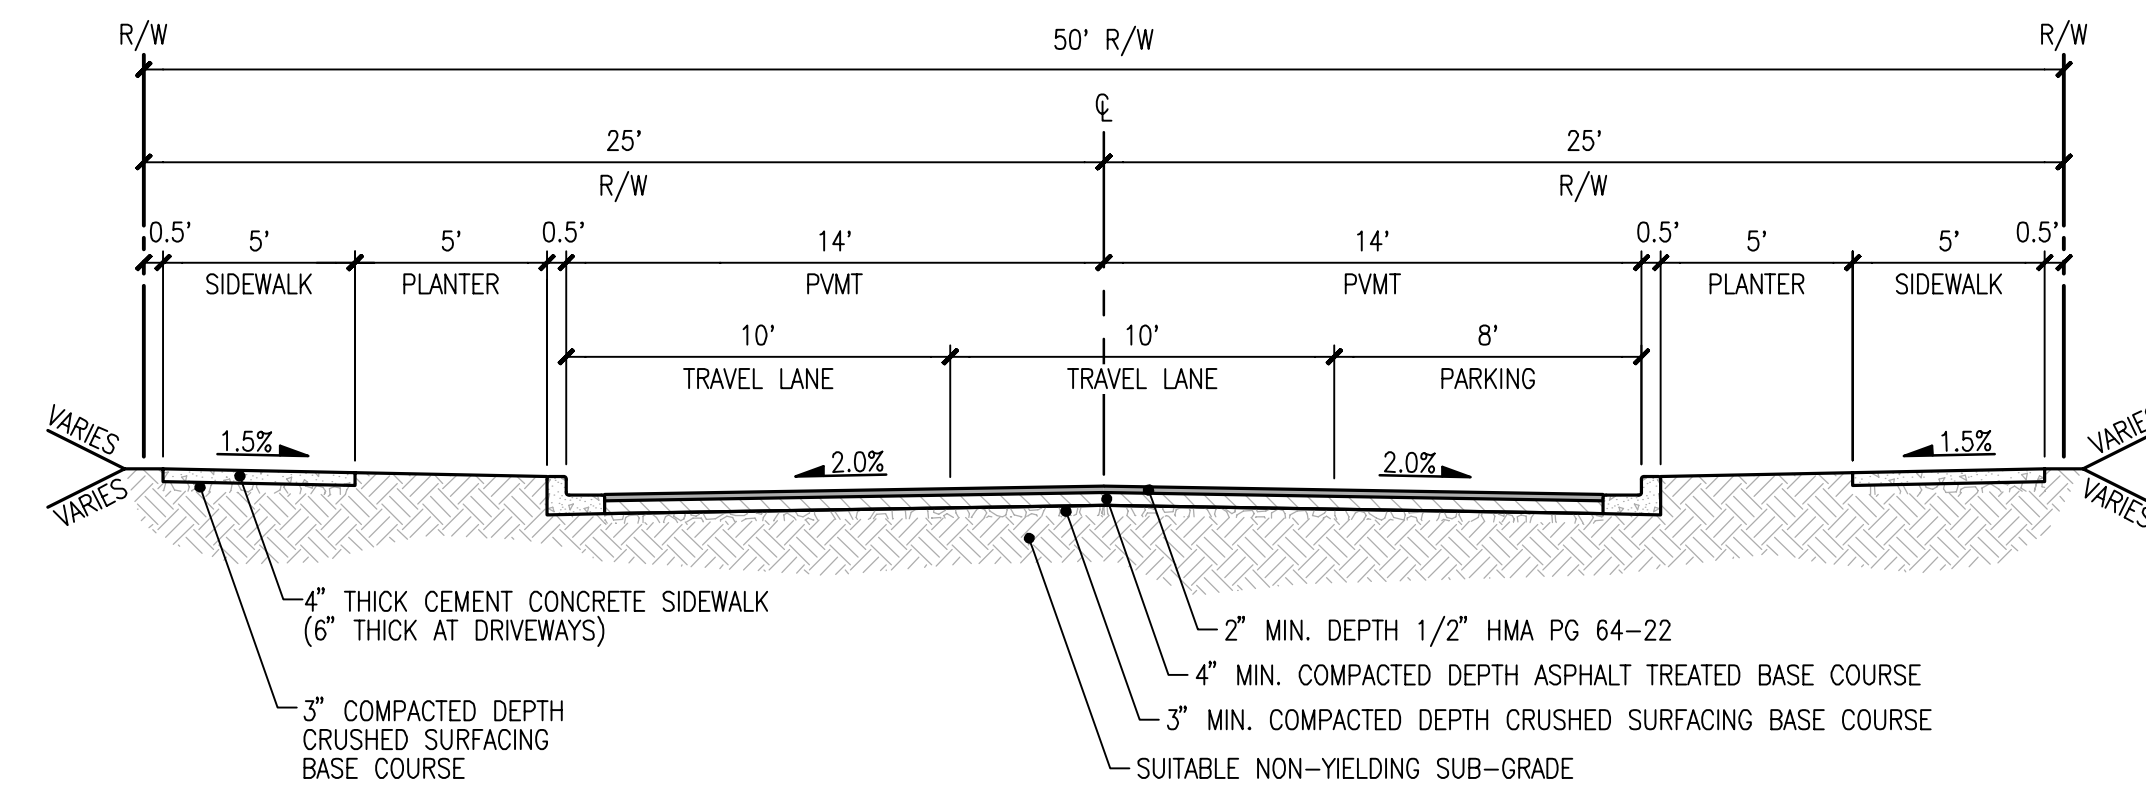 R/W 50' R/W R/W
℄
25' 25'
R/W R/W
0.5' 5' 5' 0.5' 14' 14' 0.5' 5' 5' 0.5'
SIDEWALK PLANTER PVMT PVMT PLANTER SIDEWALK
10' 10' 8'
TRAVEL LANE TRAVEL LANE PARKING
VARIES 1.5% 2.0% 2.0% 1.5% VARIES
VARIES VARIES
4" THICK CEMENT CONCRETE SIDEWALK
(6" THICK AT DRIVEWAYS)
3" COMPACTED DEPTH
CRUSHED SURFACING
BASE COURSE
2" MIN. DEPTH 1/2" HMA PG 64-22
4" MIN. COMPACTED DEPTH ASPHALT TREATED BASE COURSE
3" MIN. COMPACTED DEPTH CRUSHED SURFACING BASE COURSE
SUITABLE NON-YIELDING SUB-GRADE